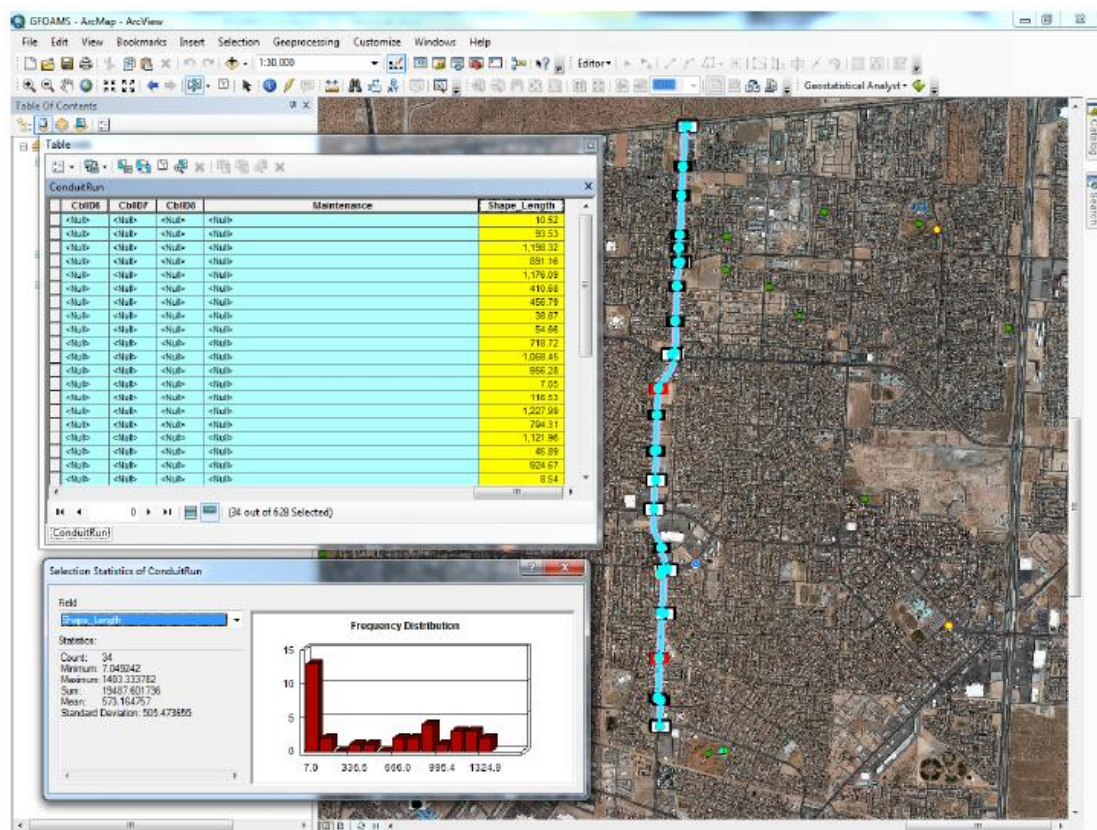 GFOAMS - ArcMap - ArcView
File Edit View Bookmarks Insert Selection Geoprocessing Customize Windows Help
1:30,000 Editor
Geostatistical Analyst
Table Of Contents
Catalog
Search
Table
ConduitRun
CblID6 CblID7 CblID8 Maintenance Shape_Length
<Null> <Null> <Null> <Null> 10.52
<Null> <Null> <Null> <Null> 93.53
<Null> <Null> <Null> <Null> 1,198.32
<Null> <Null> <Null> <Null> 891.16
<Null> <Null> <Null> <Null> 1,176.09
<Null> <Null> <Null> <Null> 410.68
<Null> <Null> <Null> <Null> 456.79
<Null> <Null> <Null> <Null> 38.87
<Null> <Null> <Null> <Null> 54.66
<Null> <Null> <Null> <Null> 718.72
<Null> <Null> <Null> <Null> 1,068.45
<Null> <Null> <Null> <Null> 956.28
<Null> <Null> <Null> <Null> 7.05
<Null> <Null> <Null> <Null> 116.53
<Null> <Null> <Null> <Null> 1,227.99
<Null> <Null> <Null> <Null> 794.31
<Null> <Null> <Null> <Null> 1,121.96
<Null> <Null> <Null> <Null> 45.89
<Null> <Null> <Null> <Null> 924.67
<Null> <Null> <Null> <Null> 8.54
0 (34 out of 628 Selected)
ConduitRun
Selection Statistics of ConduitRun
Field
Shape_Length
Statistics:
Count: 34
Minimum: 7.049242
Maximum: 1483.333782
Sum: 19487.601736
Mean: 573.164757
Standard Deviation: 505.473655
Frequency Distribution
15
10
5
0
7.0 336.5 666.0 995.4 1324.9